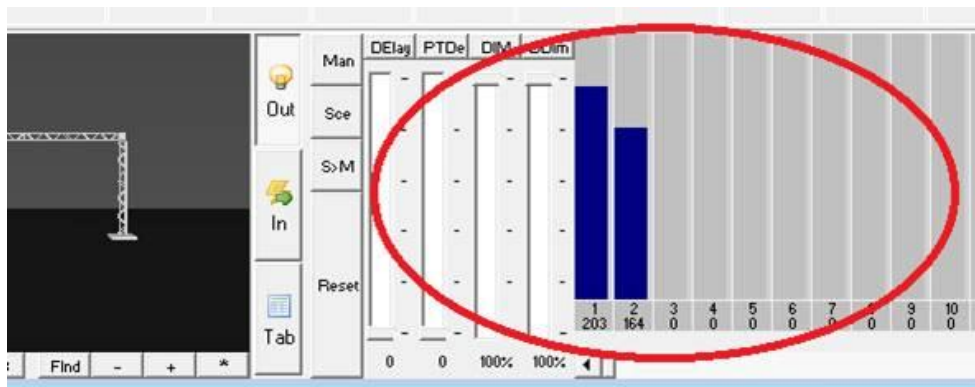 Out
In
Tab
Man
Sce
S>M
Reset
DElay PTDe DIM
0 0 100% 100%
1 2 3 4 5 6 7 9 10
203 164 0 0 0 0 0 0 0 0
FInd - + *